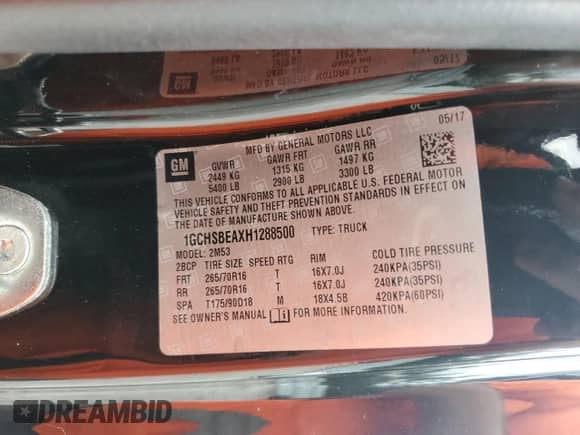 GM
MFD BY GENERAL MOTORS LLC
05/17
GVWR GAWR FRT GAWR RR
2449 KG 1315 KG 1497 KG
5400 LB 2900 LB 3300 LB
THIS VEHICLE CONFORMS TO ALL APPLICABLE U.S. FEDERAL MOTOR
VEHICLE SAFETY AND THEFT PREVENTION STANDARDS IN EFFECT ON
THE DATE OF MANUFACTURE SHOWN ABOVE.
1GCHSBEAXH1288500 TYPE: TRUCK
MODEL: 2M53
2BCP TIRE SIZE SPEED RTG RIM COLD TIRE PRESSURE
FRT 265/70R16 T 16X7.0J 240KPA(35PSI)
RR 265/70R16 T 16X7.0J 240KPA(35PSI)
SPA T175/90D18 M 18X4.5B 420KPA(60PSI)
SEE OWNER'S MANUAL FOR MORE INFORMATION.
DREAMBID